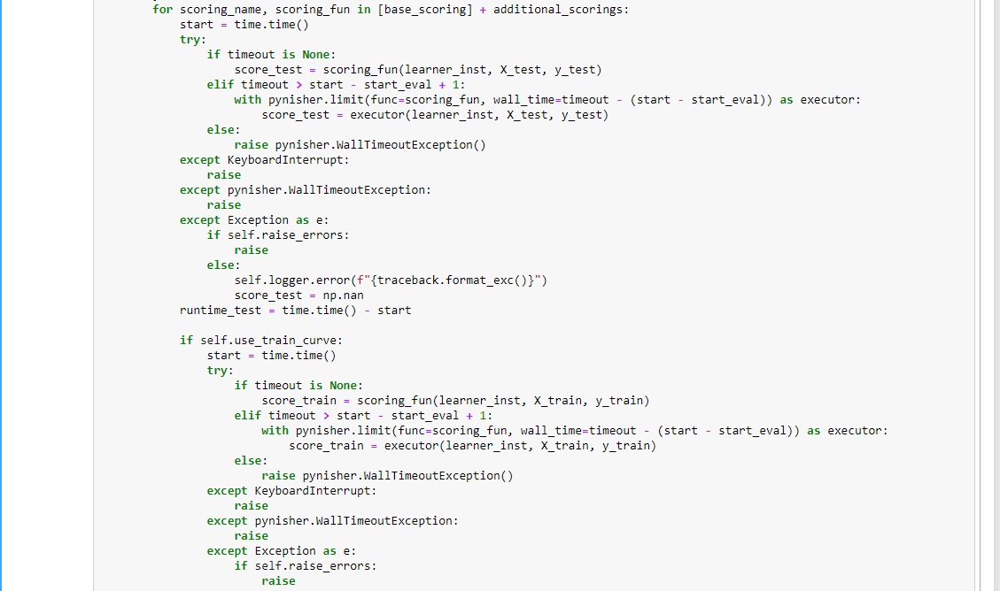 for scoring_name, scoring_fun in [base_scoring] + additional_scorings:
    start = time.time()
    try:
        if timeout is None:
            score_test = scoring_fun(learner_inst, X_test, y_test)
        elif timeout > start - start_eval + 1:
            with pynisher.limit(func=scoring_fun, wall_time=timeout - (start - start_eval)) as executor:
                score_test = executor(learner_inst, X_test, y_test)
        else:
            raise pynisher.WallTimeoutException()
    except KeyboardInterrupt:
        raise
    except pynisher.WallTimeoutException:
        raise
    except Exception as e:
        if self.raise_errors:
            raise
        else:
            self.logger.error(f"{traceback.format_exc()}")
            score_test = np.nan
    runtime_test = time.time() - start

    if self.use_train_curve:
        start = time.time()
        try:
            if timeout is None:
                score_train = scoring_fun(learner_inst, X_train, y_train)
            elif timeout > start - start_eval + 1:
                with pynisher.limit(func=scoring_fun, wall_time=timeout - (start - start_eval)) as executor:
                    score_train = executor(learner_inst, X_train, y_train)
            else:
                raise pynisher.WallTimeoutException()
        except KeyboardInterrupt:
            raise
        except pynisher.WallTimeoutException:
            raise
        except Exception as e:
            if self.raise_errors:
                raise